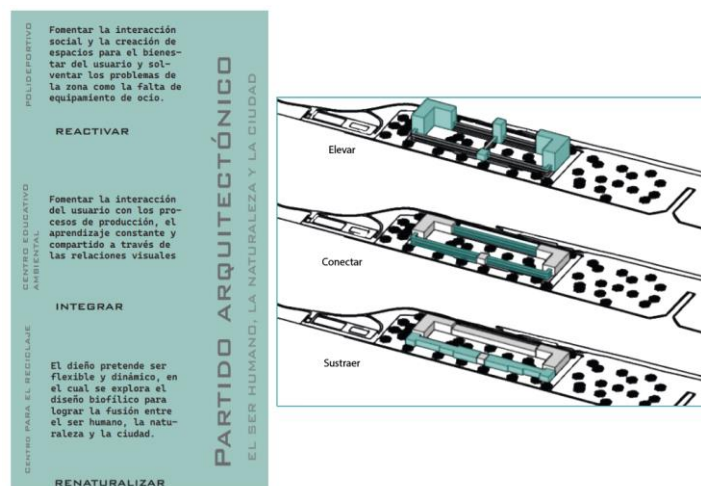 POLIDEPORTIVO
Fomentar la interacción
social y la creación de
espacios para el bienes-
tar del usuario y sol-
ventar los problemas de
la zona como la falta de
equipamiento de ocio.
REACTIVAR
CENTRO EDUCATIVO
AMBIENTAL
Fomentar la interacción
del usuario con los pro-
cesos de producción, el
aprendizaje constante y
compartido a través de
las relaciones visuales
INTEGRAR
CENTRO PARA EL RECICLAJE
El dieño pretende ser
flexible y dinámico, en
el cual se explora el
diseño biofílico para
lograr la fusión entre
el ser humano, la natu-
raleza y la ciudad.
RENATURALIZAR
PARTIDO ARQUITECTÓNICO
EL SER HUMANO, LA NATURALEZA Y LA CIUDAD
Elevar
Conectar
Sustraer